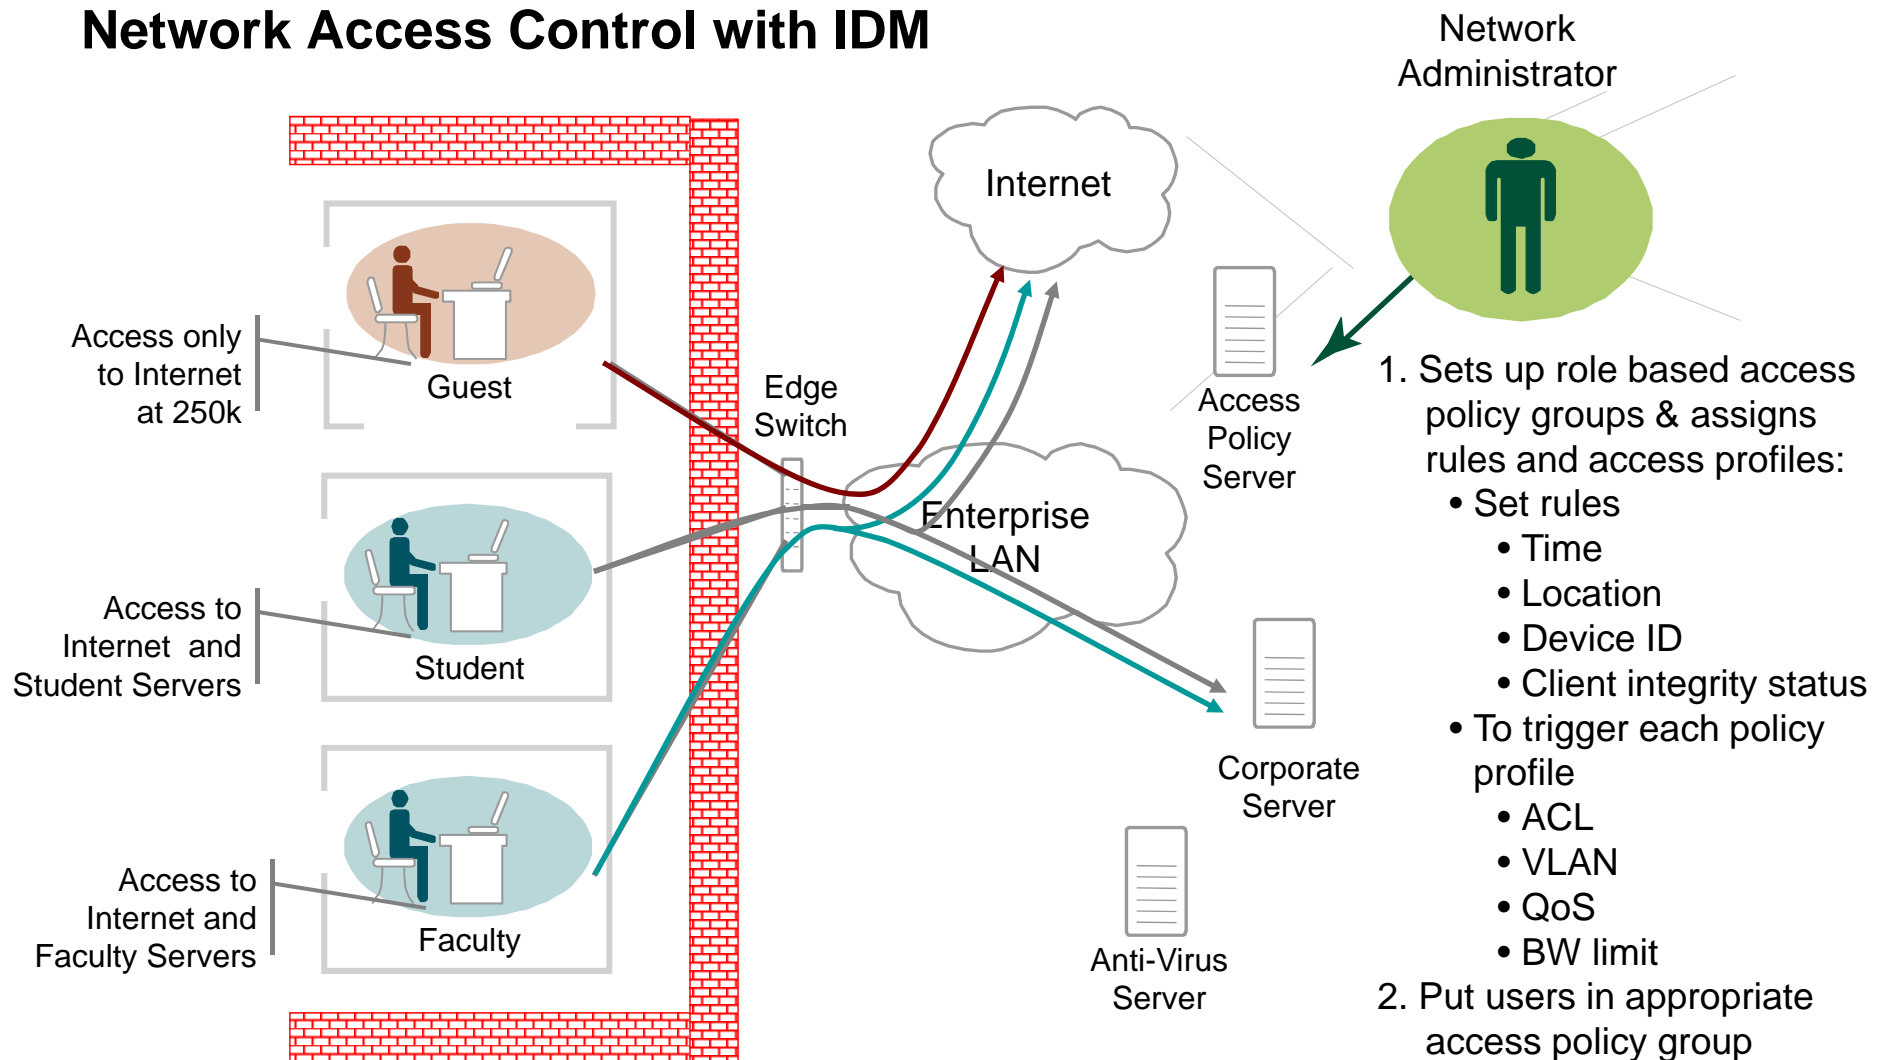 Network Access Control with IDM
Network
Administrator
Internet
Access only
to Internet
at 250k
Guest
Edge
Switch
Access
Policy
Server
Enterprise
LAN
Access to
Internet and
Student Servers
Student
Corporate
Server
Access to
Internet and
Faculty Servers
Faculty
Anti-Virus
Server
1. Sets up role based access
policy groups & assigns
rules and access profiles:
• Set rules
• Time
• Location
• Device ID
• Client integrity status
• To trigger each policy
profile
• ACL
• VLAN
• QoS
• BW limit
2. Put users in appropriate
access policy group